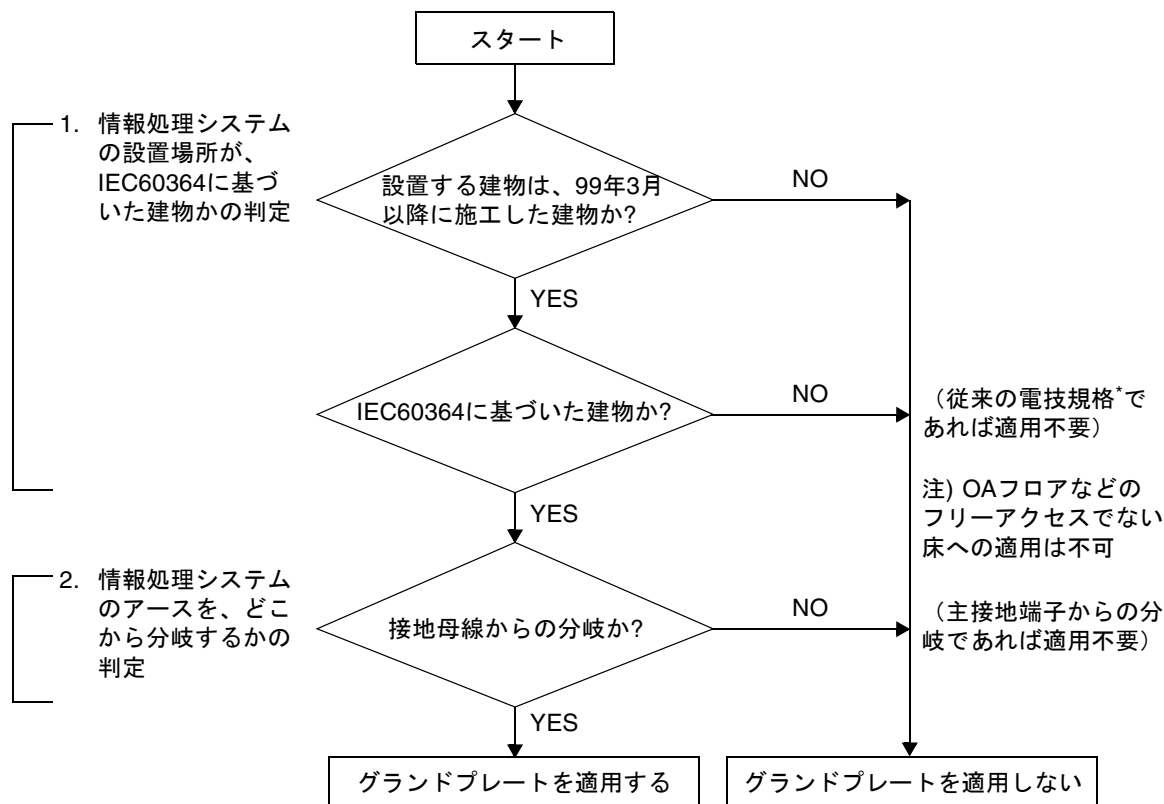 スタート
1. 情報処理システム
の設置場所が、
IEC60364に基づ
いた建物かの判定
設置する建物は、99年3月
以降に施工した建物か?
NO
YES
IEC60364に基づいた建物か?
NO
（従来の電技規格*で
あれば適用不要）
注) OAフロアなどの
フリーアクセスでない
床への適用は不可
YES
2. 情報処理システム
のアースを、どこ
から分岐するかの
判定
接地母線からの分岐か?
NO
（主接地端子からの分
岐であれば適用不要）
YES
グランドプレートを適用する
グランドプレートを適用しない